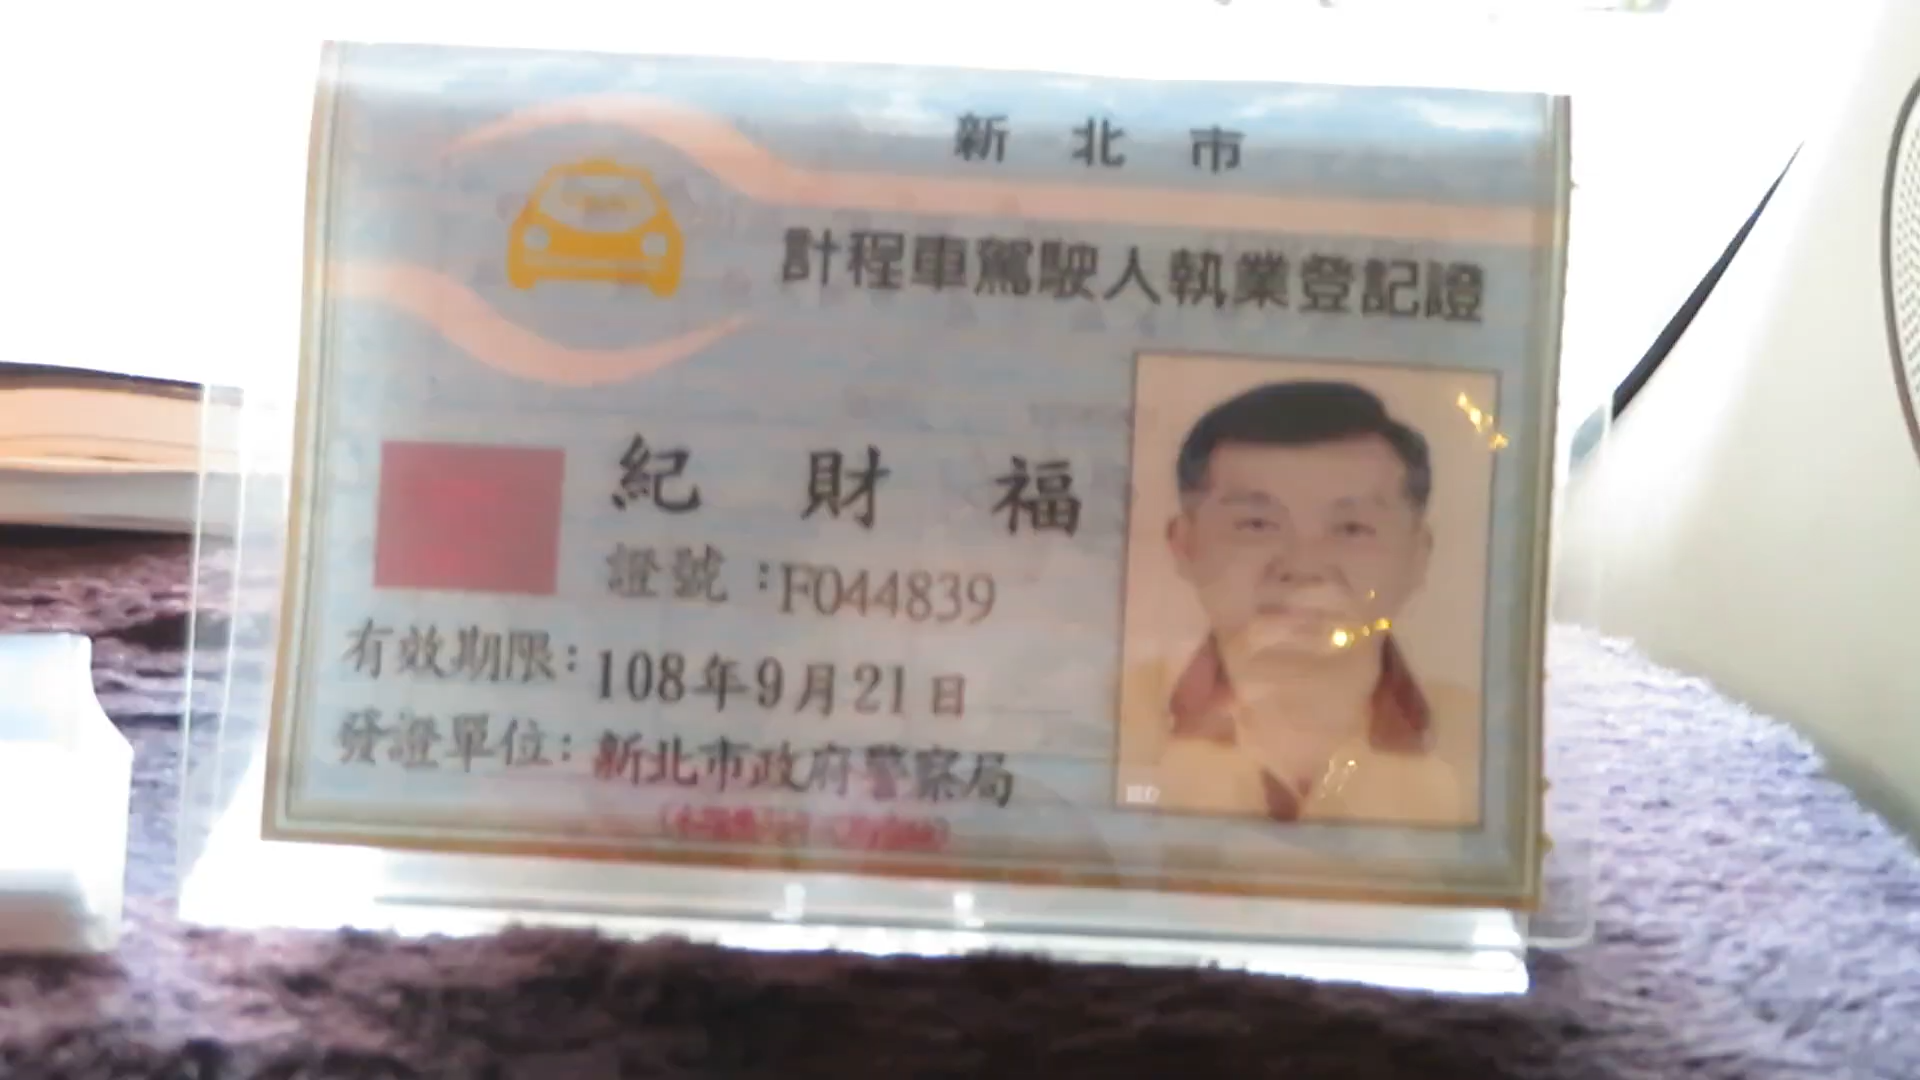 新北市
計程車駕駛人執業登記證
紀財福
證號：F044839
有效期限：108年9月21日
發證單位：新北市政府警察局